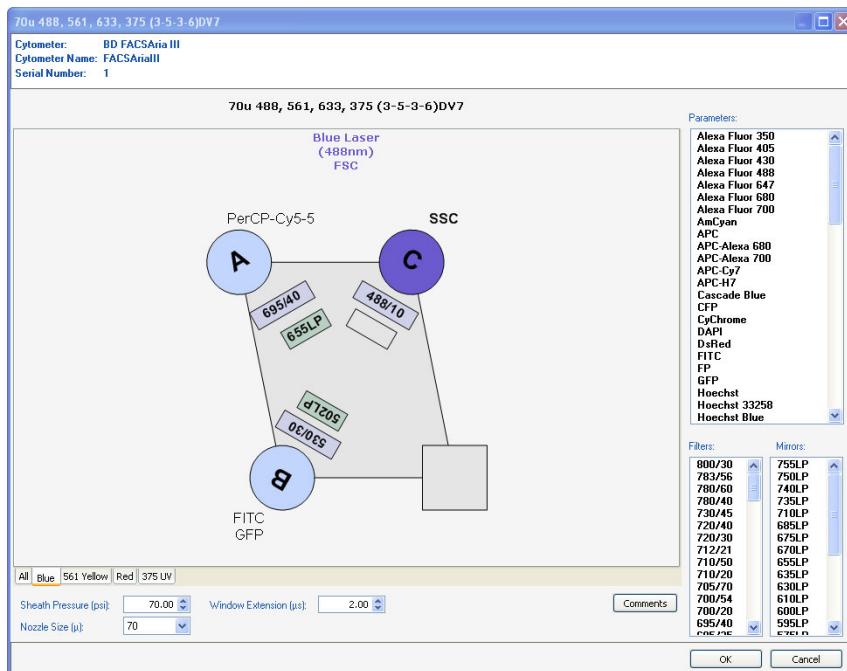 70u 488, 561, 633, 375 (3-5-3-6)DV7
Cytometer: BD FACSAria III
Cytometer Name: FACSAriaIII
Serial Number: 1
70u 488, 561, 633, 375 (3-5-3-6)DV7
Blue Laser
(488nm)
FSC
PerCP-Cy5-5
SSC
A
C
695/40
488/10
655LP
502LP
530/30
B
FITC
GFP
All Blue 561 Yellow Red 375 UV
Sheath Pressure (psi): 70.00 Window Extension (µs): 2.00 Comments
Nozzle Size (µ): 70
Parameters:
Alexa Fluor 350
Alexa Fluor 405
Alexa Fluor 430
Alexa Fluor 488
Alexa Fluor 647
Alexa Fluor 680
Alexa Fluor 700
AmCyan
APC
APC-Alexa 680
APC-Alexa 700
APC-Cy7
APC-H7
Cascade Blue
CFP
CyChrome
DAPI
DsRed
FITC
FP
GFP
Hoechst
Hoechst 33258
Hoechst Blue
Filters:
800/30
783/56
780/60
780/40
730/45
720/40
720/30
712/21
710/50
710/20
705/70
700/54
700/20
695/40
Mirrors:
755LP
750LP
740LP
735LP
710LP
685LP
675LP
670LP
655LP
635LP
630LP
610LP
600LP
595LP
OK Cancel